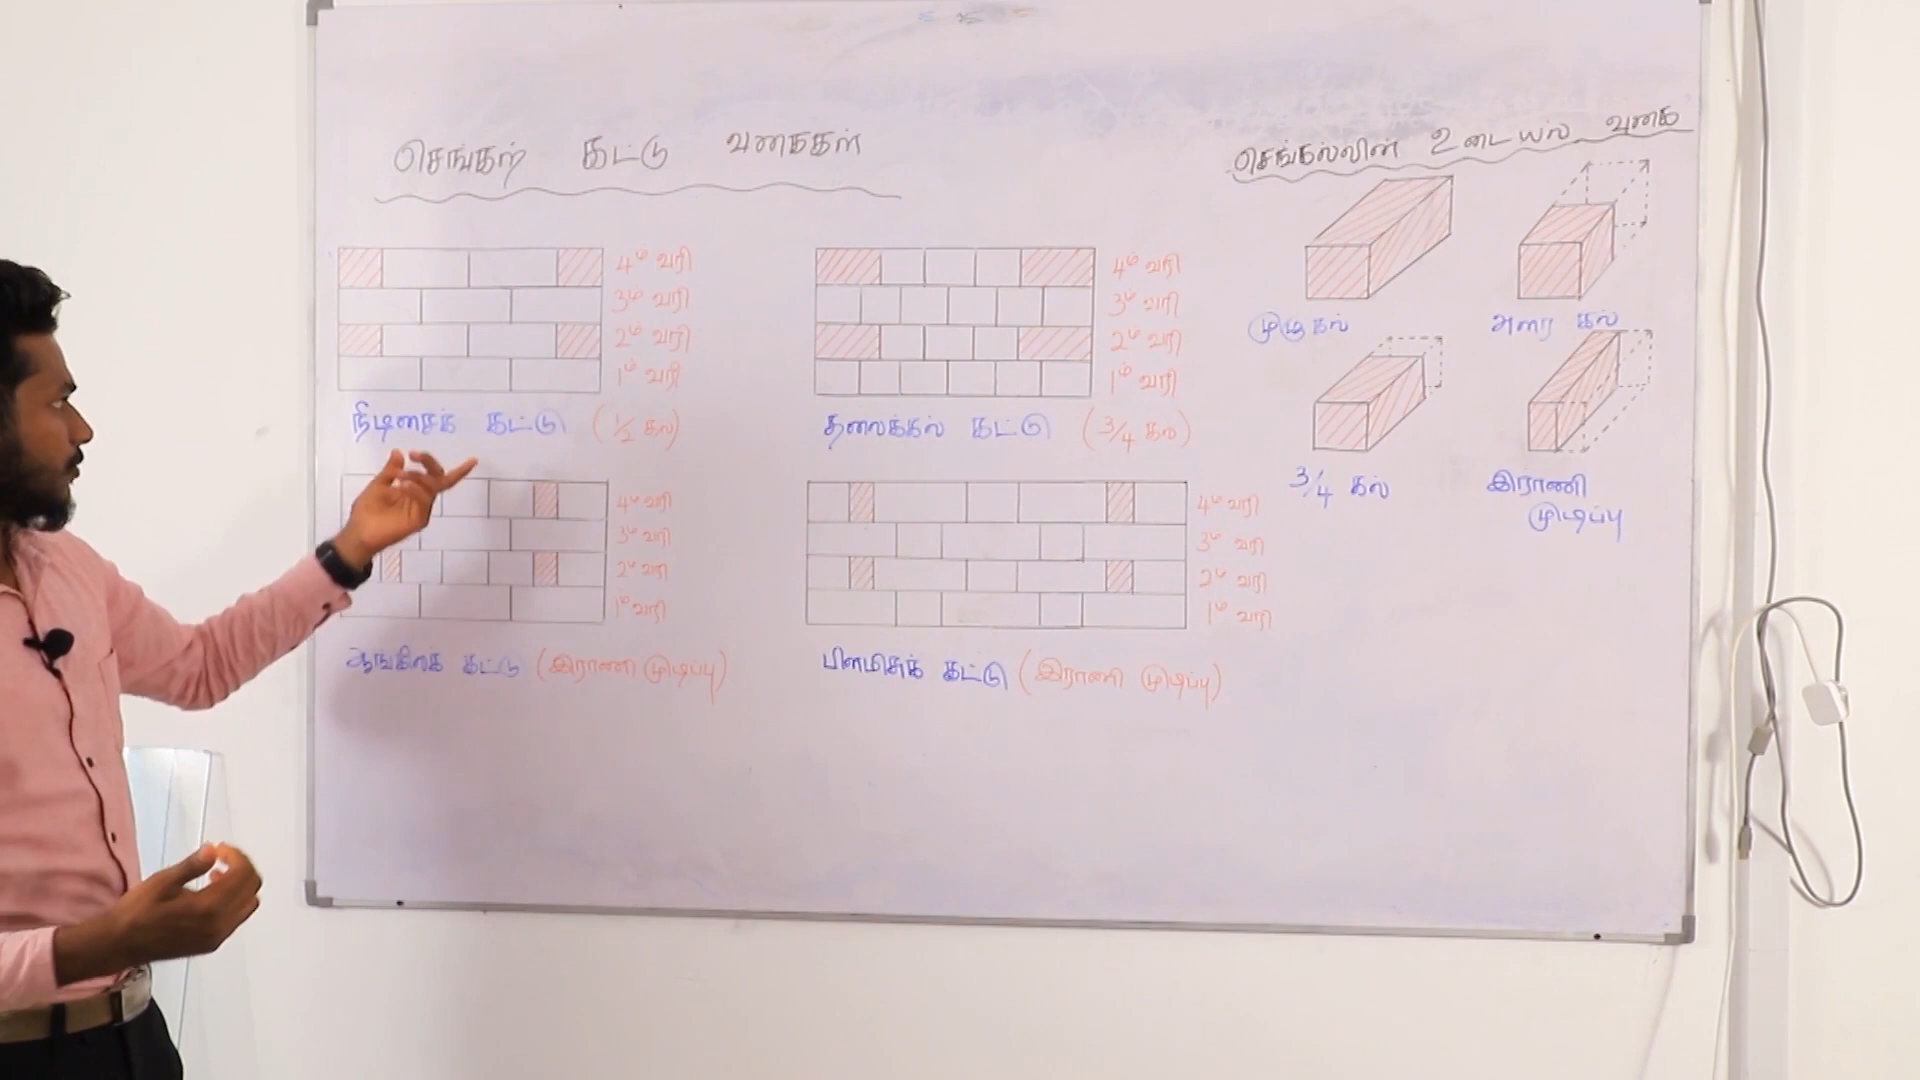 செங்கற் கட்டு வகைகள்
செங்கல்லின் உடையல் வகை
4ம் வரி
3ம் வரி
2ம் வரி
1ம் வரி
நீடிசைக் கட்டு (1/2 கல்)
4ம் வரி
3ம் வரி
2ம் வரி
1ம் வரி
தலைக்கல் கட்டு (3/4 கல்)
முழுகல்
அரை கல்
3/4 கல்
இராணி
முடிப்பு
4ம் வரி
3ம் வரி
2ம் வரி
1ம் வரி
ஆங்கிலக் கட்டு (இராணி முடிப்பு)
4ம் வரி
3ம் வரி
2ம் வரி
1ம் வரி
பிளமிசுக் கட்டு (இராணி முடிப்பு)